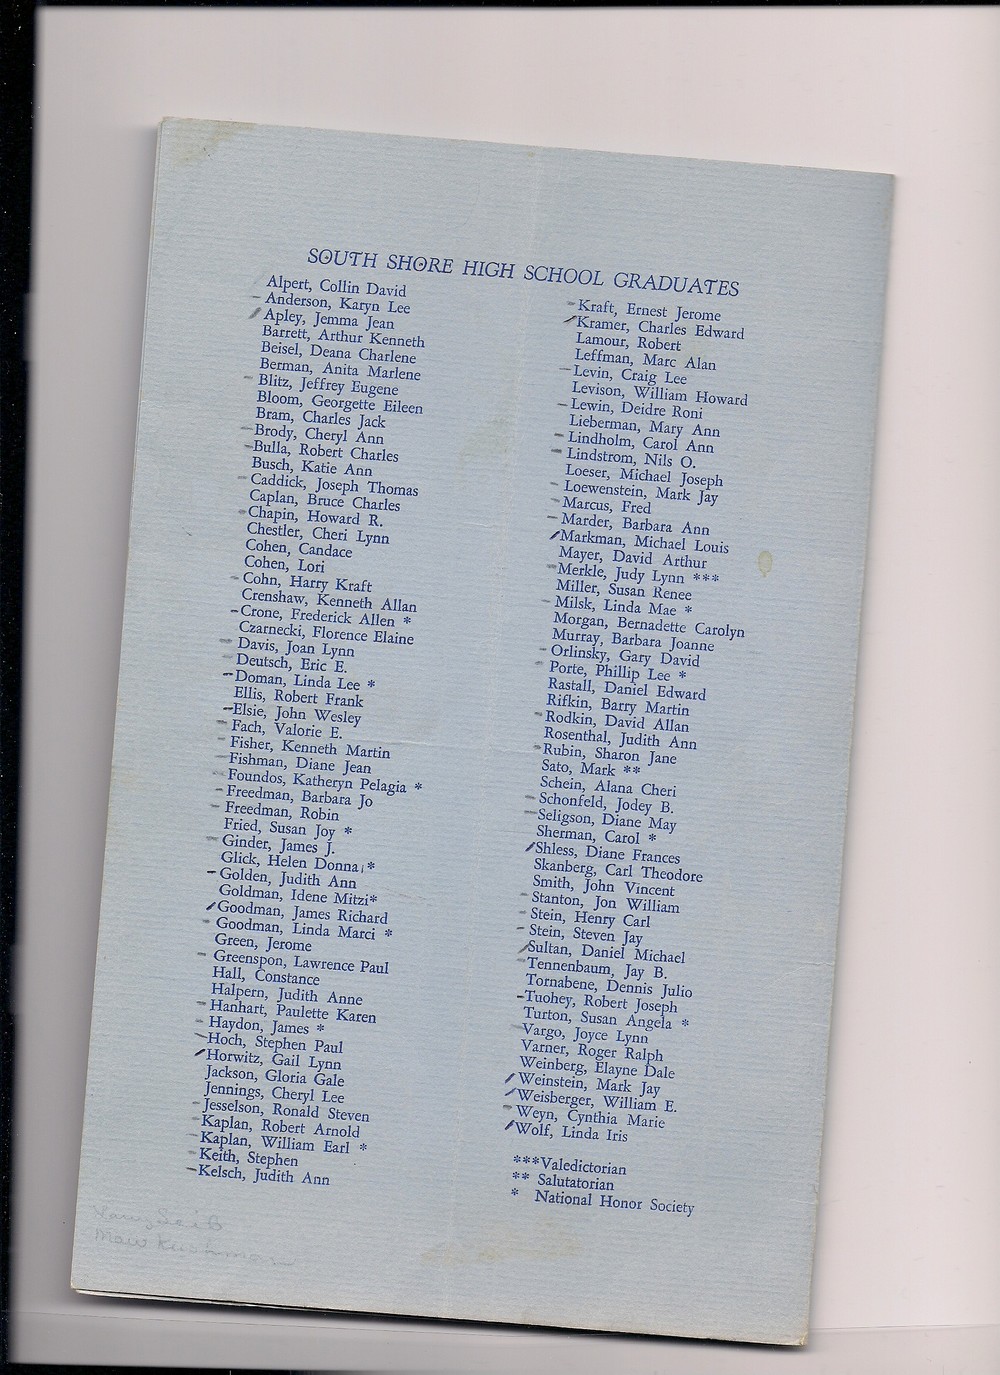 SOUTH SHORE HIGH SCHOOL GRADUATES
Alpert, Collin David
Anderson, Karyn Lee
Apley, Jemma Jean
Barrett, Arthur Kenneth
Beisel, Deana Charlene
Berman, Anita Marlene
Blitz, Jeffrey Eugene
Bloom, Georgette Eileen
Bram, Charles Jack
Brody, Cheryl Ann
Bulla, Robert Charles
Busch, Katie Ann
Caddick, Joseph Thomas
Caplan, Bruce Charles
Chapin, Howard R.
Chestler, Cheri Lynn
Cohen, Candace
Cohen, Lori
Cohn, Harry Kraft
Crenshaw, Kenneth Allan
Crone, Frederick Allen *
Czarnecki, Florence Elaine
Davis, Joan Lynn
Deutsch, Eric E.
Doman, Linda Lee *
Ellis, Robert Frank
Elsie, John Wesley
Fach, Valorie E.
Fisher, Kenneth Martin
Fishman, Diane Jean
Foundos, Katheryn Pelagia *
Freedman, Barbara Jo
Freedman, Robin
Fried, Susan Joy *
Ginder, James J.
Glick, Helen Donna *
Golden, Judith Ann
Goldman, Idene Mitzi*
Goodman, James Richard
Goodman, Linda Marci *
Green, Jerome
Greenspon, Lawrence Paul
Hall, Constance
Halpern, Judith Anne
Hanhart, Paulette Karen
Haydon, James *
Hoch, Stephen Paul
Horwitz, Gail Lynn
Jackson, Gloria Gale
Jennings, Cheryl Lee
Jesselson, Ronald Steven
Kaplan, Robert Arnold
Kaplan, William Earl *
Keith, Stephen
Kelsch, Judith Ann
Kraft, Ernest Jerome
Kramer, Charles Edward
Lamour, Robert
Leffman, Marc Alan
Levin, Craig Lee
Levison, William Howard
Lewin, Deidre Roni
Lieberman, Mary Ann
Lindholm, Carol Ann
Lindstrom, Nils O.
Loeser, Michael Joseph
Loewenstein, Mark Jay
Marcus, Fred
Marder, Barbara Ann
Markman, Michael Louis
Mayer, David Arthur
Merkle, Judy Lynn ***
Miller, Susan Renee
Milsk, Linda Mae *
Morgan, Bernadette Carolyn
Murray, Barbara Joanne
Orlinsky, Gary David
Porte, Phillip Lee *
Rastall, Daniel Edward
Rifkin, Barry Martin
Rodkin, David Allan
Rosenthal, Judith Ann
Rubin, Sharon Jane
Sato, Mark **
Schein, Alana Cheri
Schonfeld, Jodey B.
Seligson, Diane May
Sherman, Carol *
Shless, Diane Frances
Skanberg, Carl Theodore
Smith, John Vincent
Stanton, Jon William
Stein, Henry Carl
Stein, Steven Jay
Sultan, Daniel Michael
Tennenbaum, Jay B.
Tornabene, Dennis Julio
Tuohey, Robert Joseph
Turton, Susan Angela *
Vargo, Joyce Lynn
Varner, Roger Ralph
Weinberg, Elayne Dale
Weinstein, Mark Jay
Weisberger, William E.
Weyn, Cynthia Marie
Wolf, Linda Iris
***Valedictorian
** Salutatorian
* National Honor Society